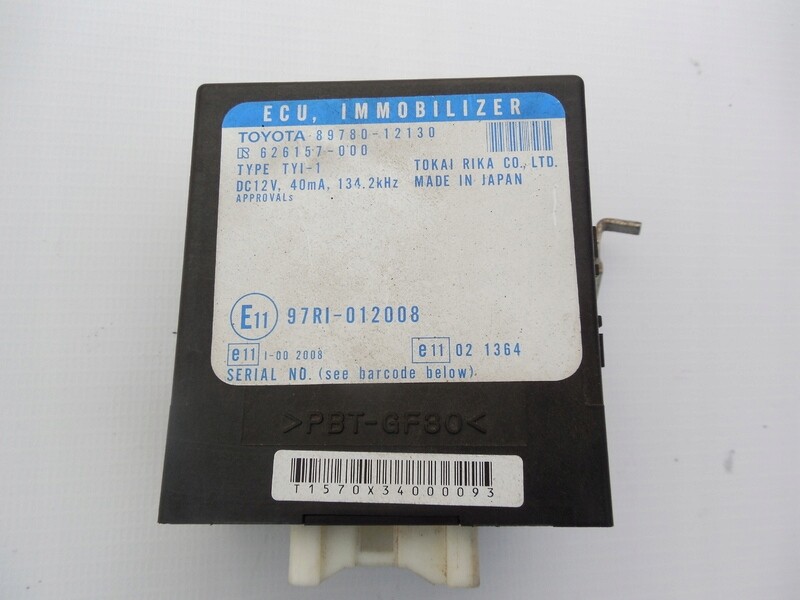 ECU, IMMOBILIZER
TOYOTA 89780-12130
626157-000
TYPE TYI-1 TOKAI RIKA CO., LTD.
DC12V, 40mA, 134.2kHz MADE IN JAPAN
APPROVALs
E11 97RI-012008
e11 1-00 2008 e11 02 1364
SERIAL NO. (see barcode below).
>PBT-GF30<
T1570X34000093